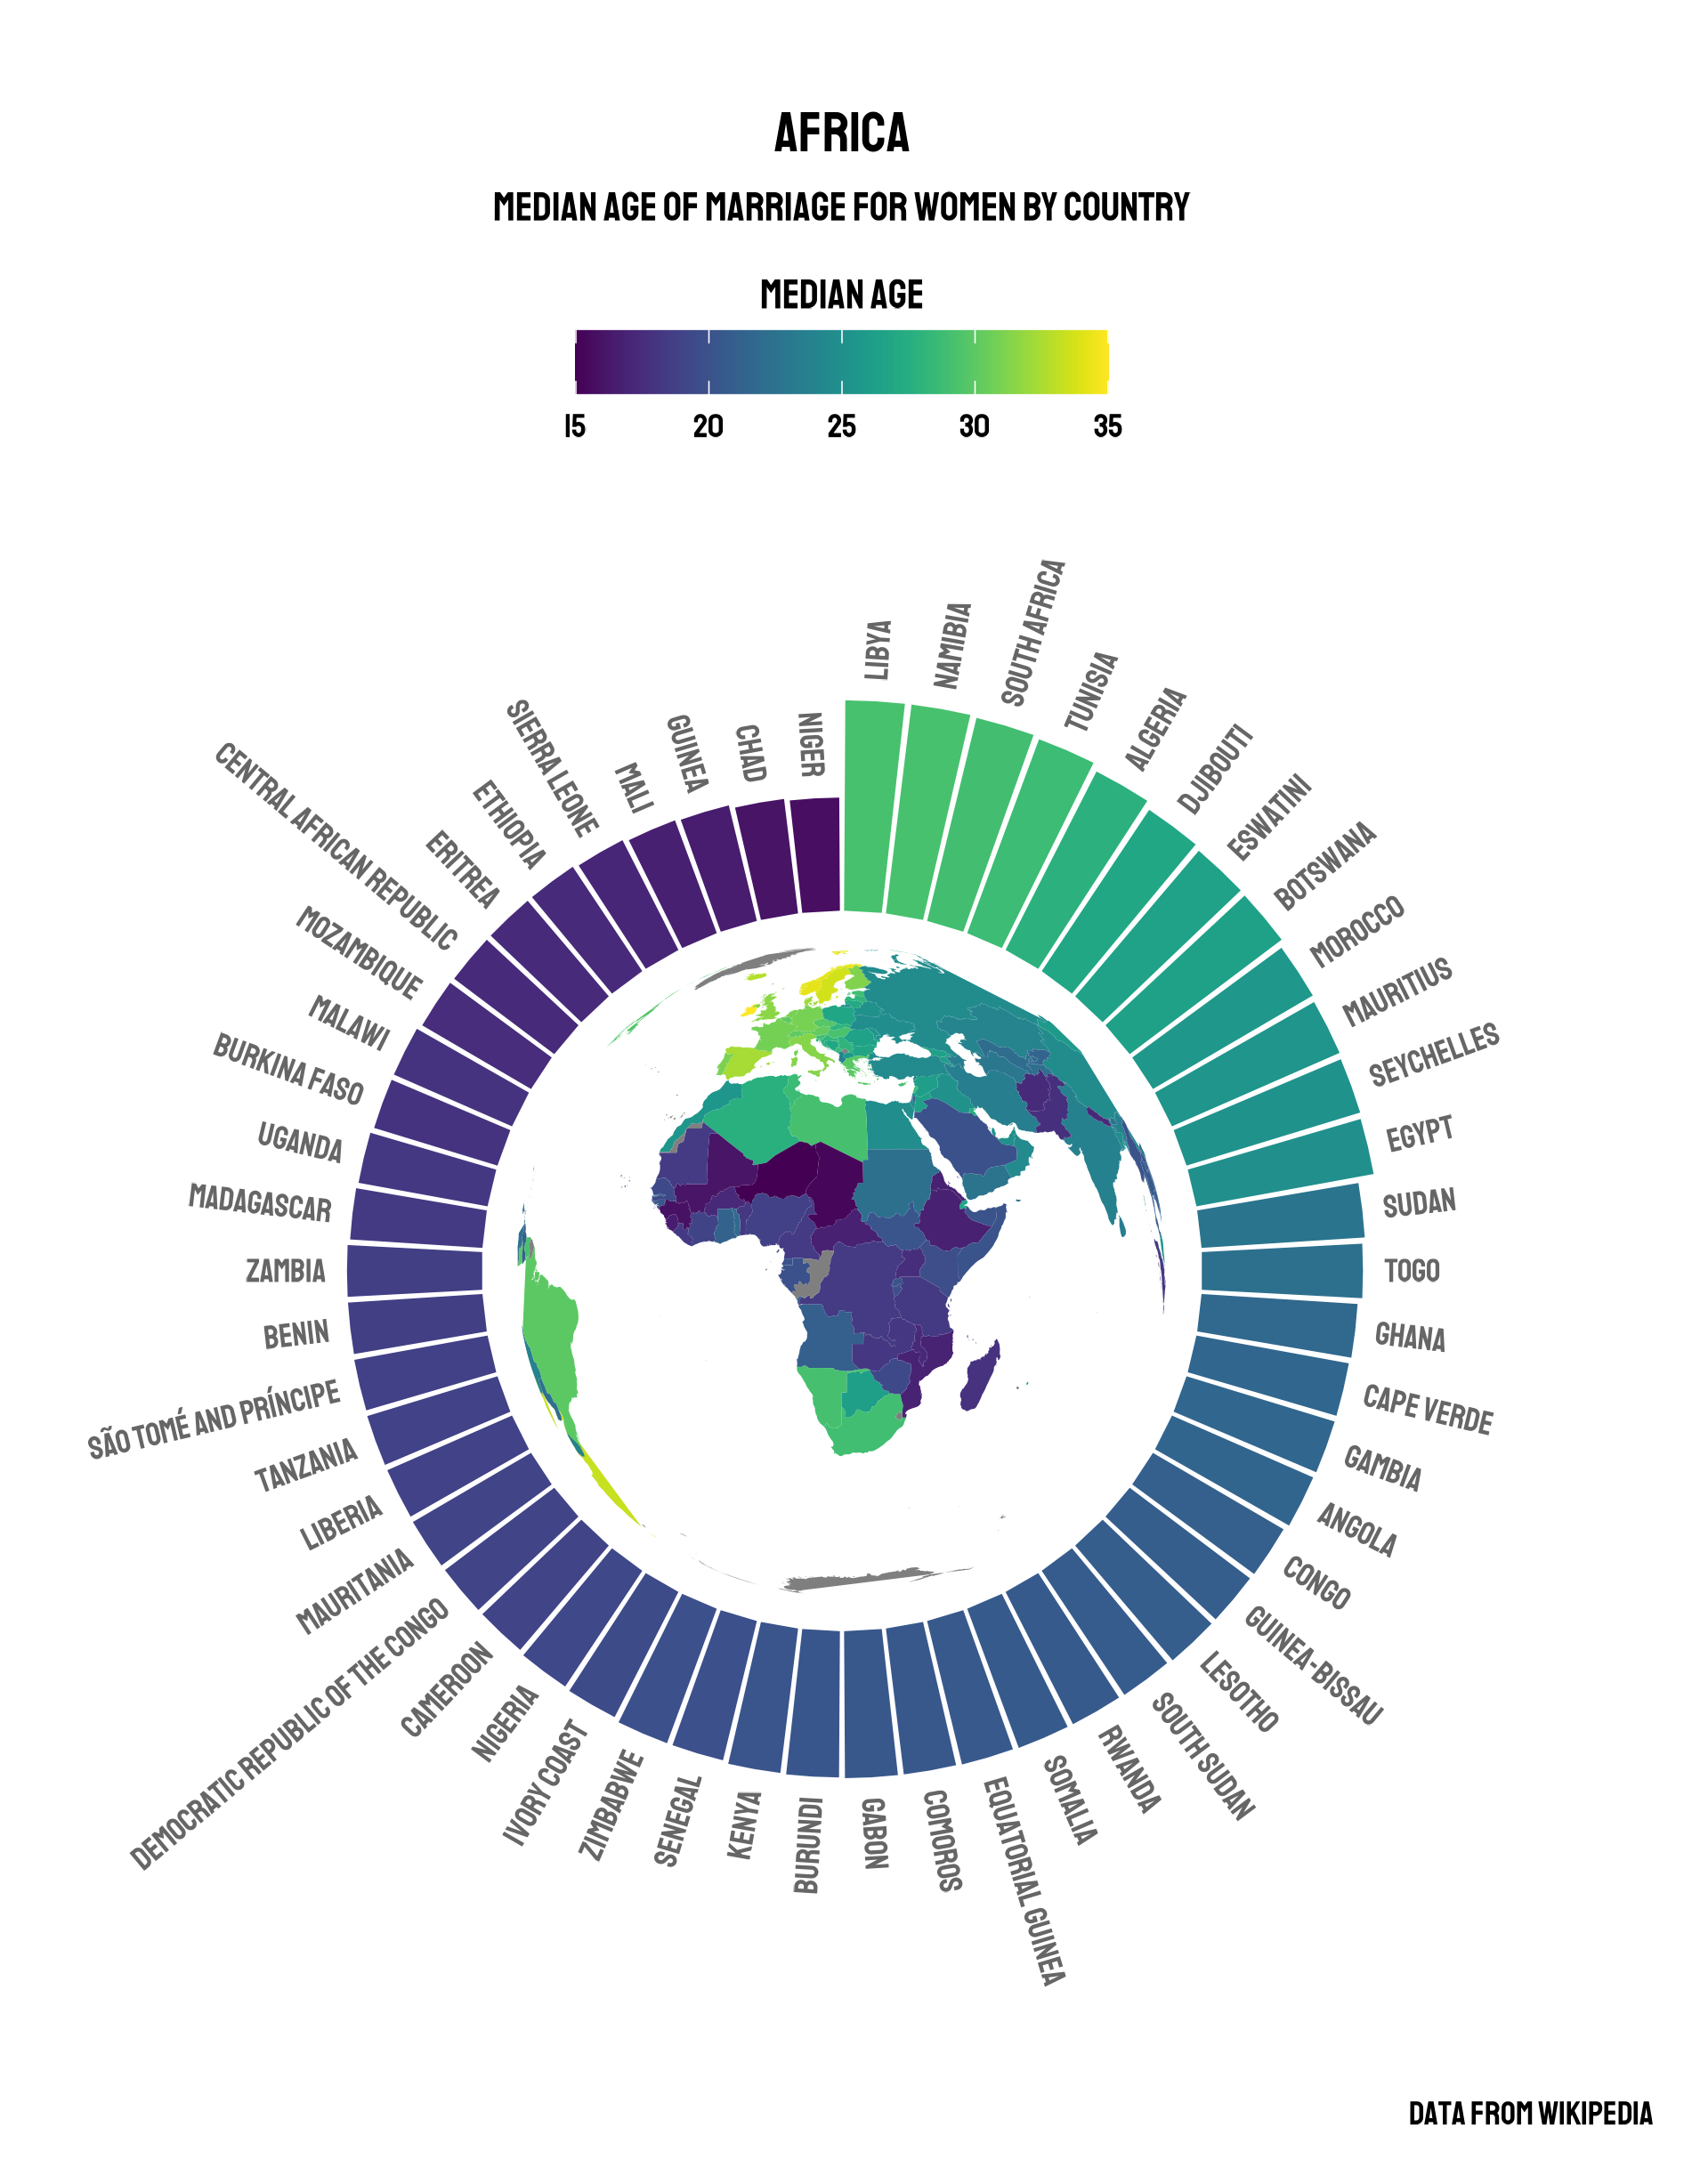 AFRICA
MEDIAN AGE OF MARRIAGE FOR WOMEN BY COUNTRY
MEDIAN AGE
15 20 25 30 35
LIBYA
NAMIBIA
SOUTH AFRICA
TUNISIA
ALGERIA
DJIBOUTI
ESWATINI
BOTSWANA
MOROCCO
MAURITIUS
SEYCHELLES
EGYPT
SUDAN
TOGO
GHANA
CAPE VERDE
GAMBIA
ANGOLA
CONGO
GUINEA-BISSAU
LESOTHO
SOUTH SUDAN
RWANDA
SOMALIA
EQUATORIAL GUINEA
COMOROS
GABON
BURUNDI
KENYA
SENEGAL
ZIMBABWE
IVORY COAST
NIGERIA
CAMEROON
DEMOCRATIC REPUBLIC OF THE CONGO
MAURITANIA
LIBERIA
TANZANIA
SÃO TOMÉ AND PRÍNCIPE
BENIN
ZAMBIA
MADAGASCAR
UGANDA
BURKINA FASO
MALAWI
MOZAMBIQUE
CENTRAL AFRICAN REPUBLIC
ERITREA
ETHIOPIA
SIERRA LEONE
MALI
GUINEA
CHAD
NIGER
DATA FROM WIKIPEDIA